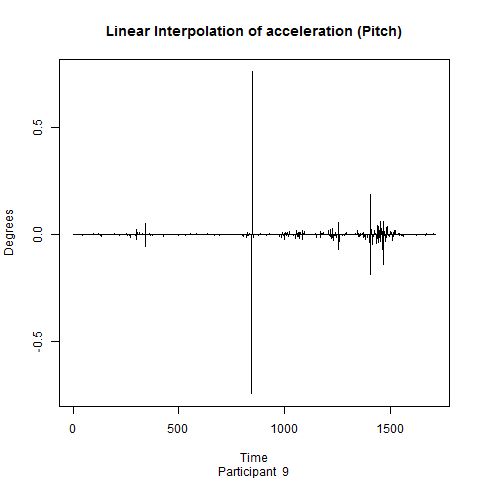 Linear Interpolation of acceleration (Pitch)
0.5
0.0
-0.5
Degrees
0 500 1000 1500
Time
Participant 9